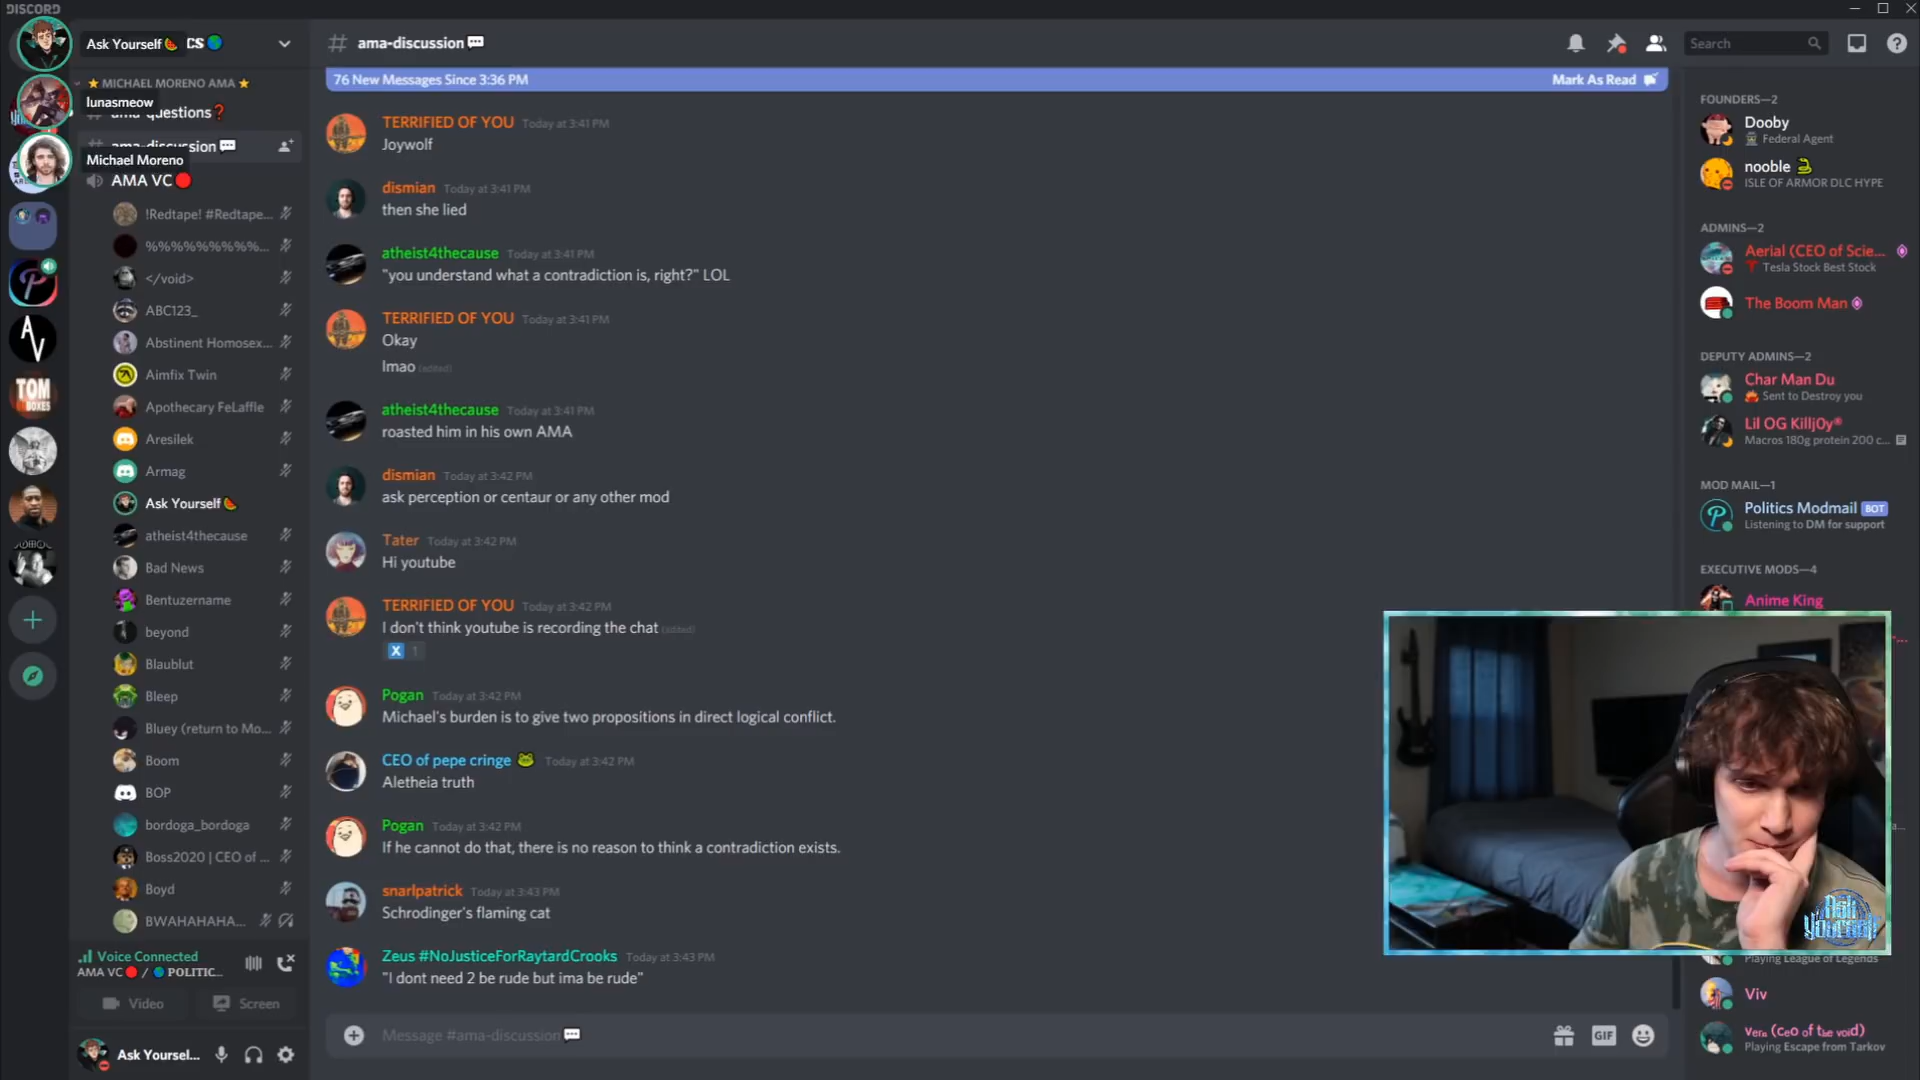 DISCORD
Ask Yourself🍉 CS🌎
⭐ MICHAEL MORENO AMA ⭐
lunasmeow
ama-questions❓
ama-discussion💬
Michael Moreno
AMA VC🔴
!Redtape! #Redtape...
%%%%%%%%%...
</void>
ABC123_
Abstinent Homosex...
Aimfix Twin
Apothecary FeLaffle
Aresilek
Armag
Ask Yourself🍉
atheist4thecause
Bad News
Bentuzername
beyond
Blaublut
Bleep
Bluey (return to Mo...
Boom
BOP
bordoga_bordoga
Boss2020 | CEO of ...
Boyd
BWAHAHAHA...
Voice Connected
AMA VC🔴 / 🌎 POLITIC...
Video
Screen
Ask Yoursel...
AV
TOM
BOXES
# ama-discussion💬
Search
76 New Messages Since 3:36 PM
Mark As Read
TERRIFIED OF YOU Today at 3:41 PM
Joywolf
dismian Today at 3:41 PM
then she lied
atheist4thecause Today at 3:41 PM
"you understand what a contradiction is, right?" LOL
TERRIFIED OF YOU Today at 3:41 PM
Okay
lmao (edited)
atheist4thecause Today at 3:41 PM
roasted him in his own AMA
dismian Today at 3:42 PM
ask perception or centaur or any other mod
Tater Today at 3:42 PM
Hi youtube
TERRIFIED OF YOU Today at 3:42 PM
I don't think youtube is recording the chat (edited)
X 1
Pogan Today at 3:42 PM
Michael's burden is to give two propositions in direct logical conflict.
CEO of pepe cringe 🐸 Today at 3:42 PM
Aletheia truth
Pogan Today at 3:42 PM
If he cannot do that, there is no reason to think a contradiction exists.
snarlpatrick Today at 3:43 PM
Schrodinger's flaming cat
Zeus #NoJusticeForRaytardCrooks Today at 3:43 PM
"I dont need 2 be rude but ima be rude"
Message #ama-discussion💬
GIF
FOUNDERS—2
Dooby
Federal Agent
nooble 🐍
ISLE OF ARMOR DLC HYPE
ADMINS—2
Aerial (CEO of Scie...
Tesla Stock Best Stock
The Boom Man
DEPUTY ADMINS—2
Char Man Du
🔥 Sent to Destroy you
Lil OG Killj0y®
Macros 180g protein 200 c...
MOD MAIL—1
Politics Modmail BOT
Listening to DM for support
EXECUTIVE MODS—4
Anime King
Ask
Yourself
Playing League of Legends
Viv
vera (ceo of the void)
Playing Escape from Tarkov